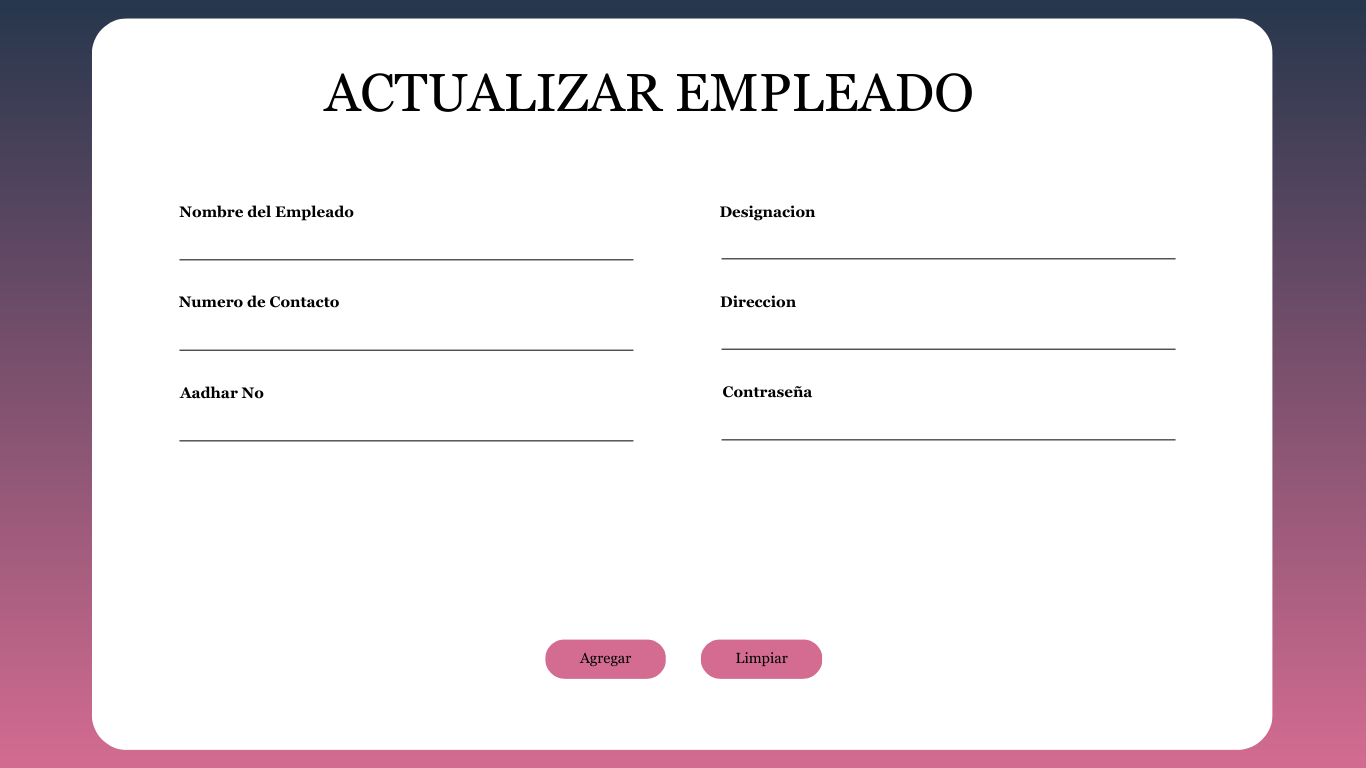 ACTUALIZAR EMPLEADO
Nombre del Empleado
Designacion
Numero de Contacto
Direccion
Aadhar No
Contraseña
Agregar
Limpiar